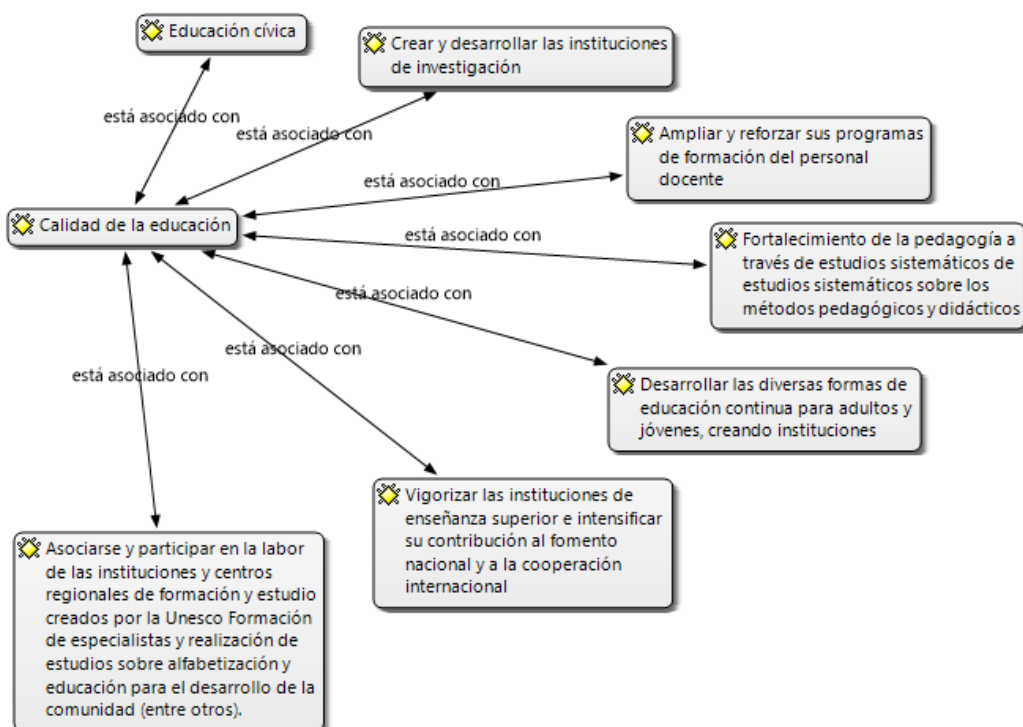 Educación cívica
Crear y desarrollar las instituciones
de investigación
está asociado con
está asociado con
Ampliar y reforzar sus programas
de formación del personal
docente
está asociado con
Calidad de la educación
está asociado con
Fortalecimiento de la pedagogía a
través de estudios sistemáticos de
estudios sistemáticos sobre los
métodos pedagógicos y didácticos
está asociado con
está asociado con
está asociado con
Desarrollar las diversas formas de
educación continua para adultos y
jóvenes, creando instituciones
Vigorizar las instituciones de
enseñanza superior e intensificar
su contribución al fomento
nacional y a la cooperación
internacional
Asociarse y participar en la labor
de las instituciones y centros
regionales de formación y estudio
creados por la Unesco Formación
de especialistas y realización de
estudios sobre alfabetización y
educación para el desarrollo de la
comunidad (entre otros).